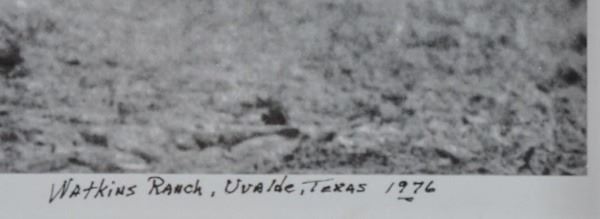 Watkins Ranch, Uvalde, Texas 1976